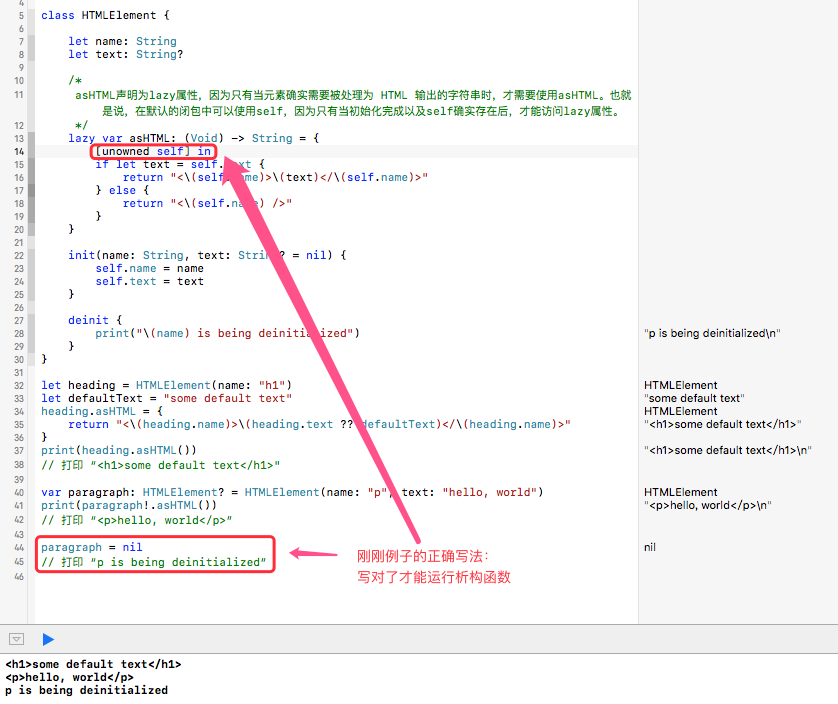 4
5 class HTMLElement {
6
7 let name: String
8 let text: String?
9
10 /*
11 asHTML声明为lazy属性，因为只有当元素确实需要被处理为 HTML 输出的字符串时，才需要使用asHTML。也就
是说，在默认的闭包中可以使用self，因为只有当初始化完成以及self确实存在后，才能访问lazy属性。
12 */
13 lazy var asHTML: (Void) -> String = {
14 [unowned self] in
15 if let text = self.text {
16 return "<\(self.name)>\(text)</\(self.name)>"
17 } else {
18 return "<\(self.name) />"
19 }
20 }
21
22 init(name: String, text: String? = nil) {
23 self.name = name
24 self.text = text
25 }
26
27 deinit {
28 print("\(name) is being deinitialized") "p is being deinitialized\n"
29 }
30 }
31
32 let heading = HTMLElement(name: "h1") HTMLElement
33 let defaultText = "some default text" "some default text"
34 heading.asHTML = { HTMLElement
35 return "<\(heading.name)>\(heading.text ?? defaultText)</\(heading.name)>" "<h1>some default text</h1>"
36 }
37 print(heading.asHTML()) "<h1>some default text</h1>\n"
38 // 打印 “<h1>some default text</h1>"
39
40 var paragraph: HTMLElement? = HTMLElement(name: "p", text: "hello, world") HTMLElement
41 print(paragraph!.asHTML()) "<p>hello, world</p>\n"
42 // 打印 “<p>hello, world</p>”
43
44 paragraph = nil nil
45 // 打印 “p is being deinitialized”
46
刚刚例子的正确写法：
写对了才能运行析构函数
<h1>some default text</h1>
<p>hello, world</p>
p is being deinitialized